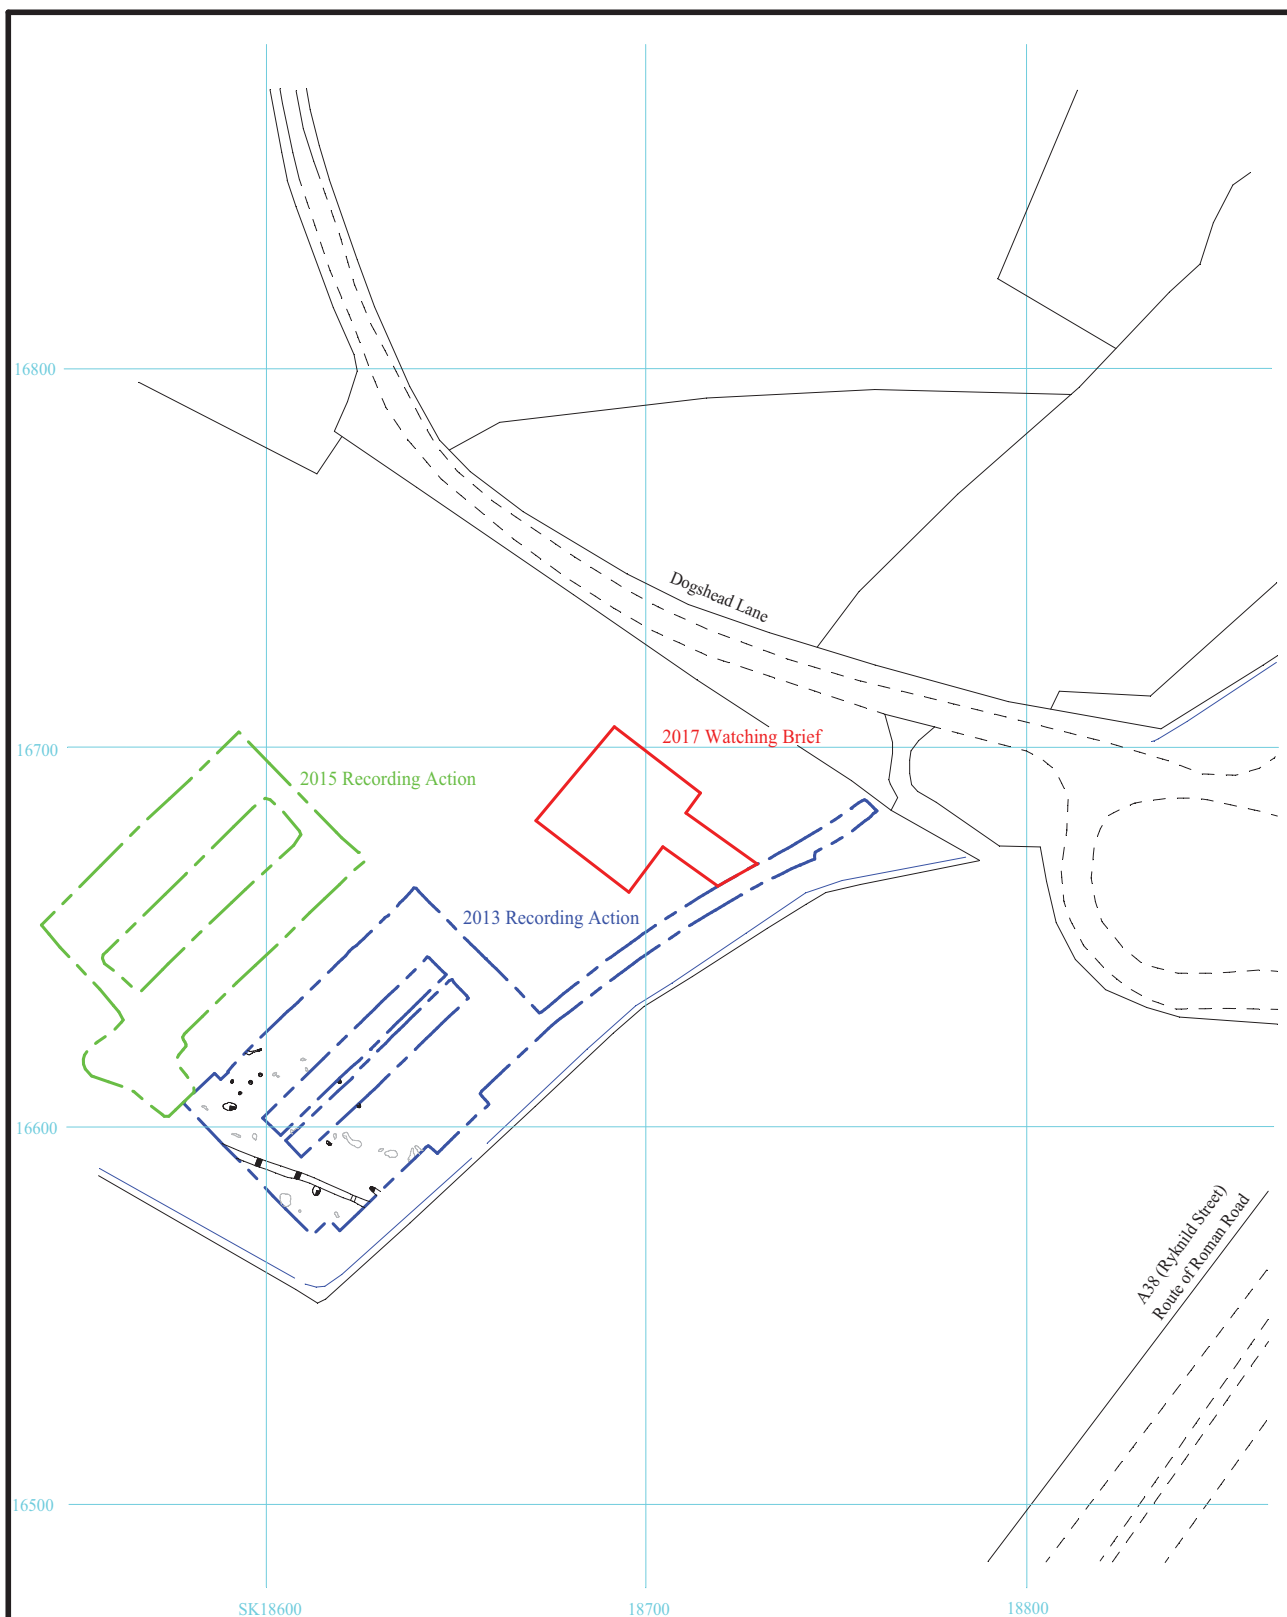 16800
Dogshead Lane
2017 Watching Brief
16700
2015 Recording Action
2013 Recording Action
16600
A38 (Ryknild Street)
Route of Roman Road
16500
SK18600
18700
18800